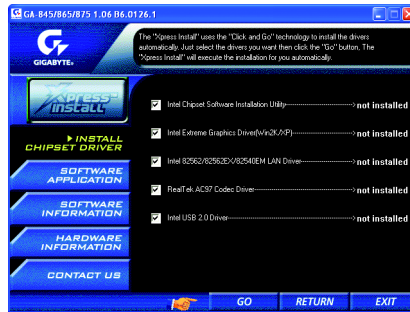 GA-845/865/875 1.06 B6.0126.1
GIGABYTE
The "Xpress Install" uses the "Click and Go" technology to install the drivers
automatically. Just select the drivers you want then click the "GO" button. The
"Xpress Install" will execute the installation for you automatically.
Xpress
Install
INSTALL
CHIPSET DRIVER
SOFTWARE
APPLICATION
SOFTWARE
INFORMATION
HARDWARE
INFORMATION
CONTACT US
Intel Chipset Software Installation Utility not installed
Intel Extreme Graphics Driver(Win2K/XP) not installed
Intel 82562/82562EX/82540EM LAN Driver not installed
RealTek AC97 Codec Driver not installed
Intel USB 2.0 Driver not installed
GO RETURN EXIT